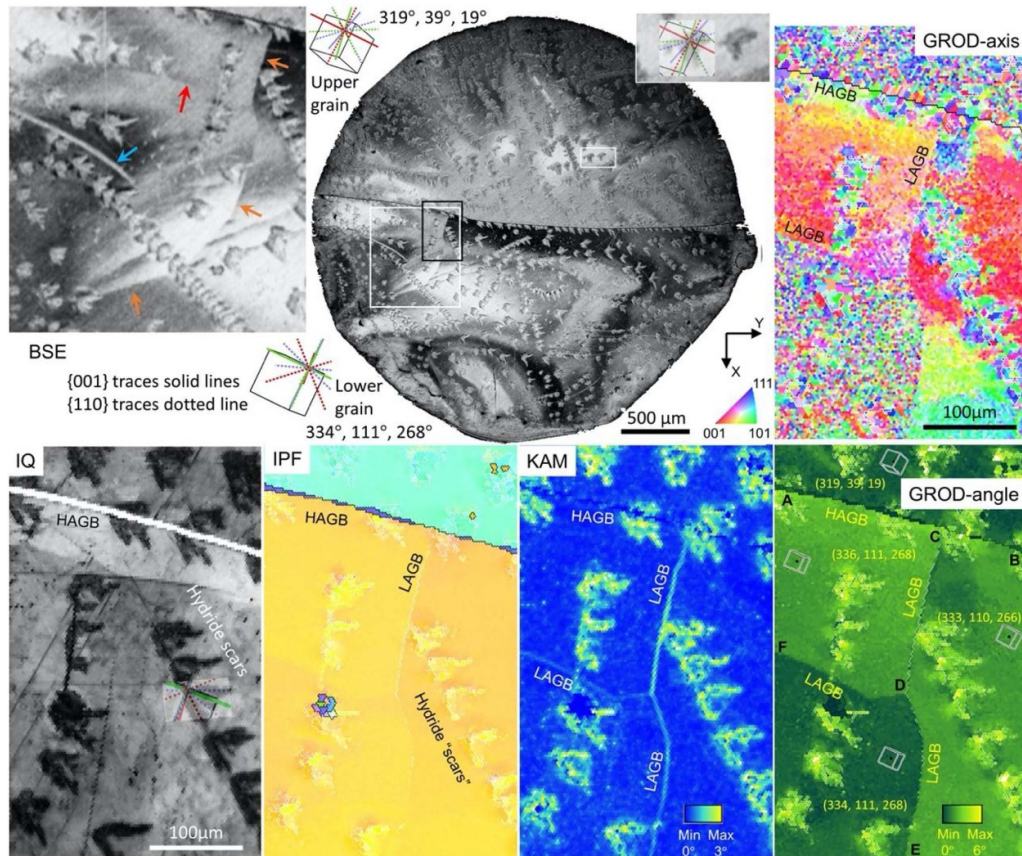 BSE
319°, 39°, 19°
Upper
grain
{001} traces solid lines
{110} traces dotted line
Lower
grain
334°, 111°, 268°
Y
X
500 µm
111
001
101
GROD-axis
HAGB
LAGB
LAGB
100µm
IQ
HAGB
Hydride scars
100µm
IPF
HAGB
LAGB
Hydride "scars"
KAM
HAGB
LAGB
LAGB
LAGB
Min Max
0° 3°
GROD-angle
(319, 39, 19)
A
HAGB
C
B
(336, 111, 268)
LAGB
(333, 110, 266)
F
LAGB
D
LAGB
(334, 111, 268)
E
Min Max
0° 6°